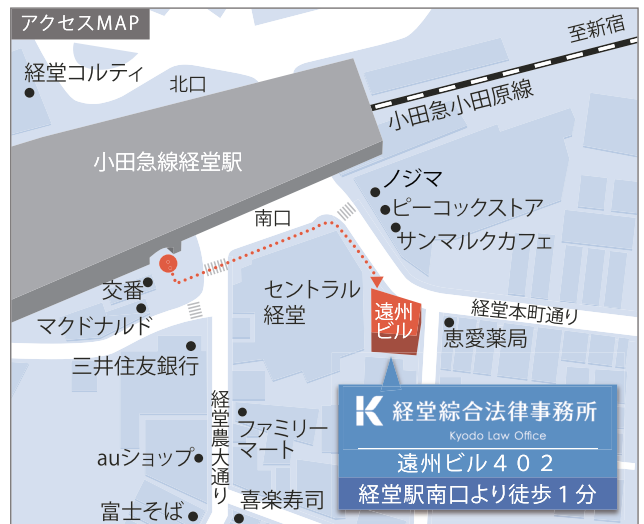 アクセスMAP
至新宿
経堂コルティ
北口
小田急小田原線
小田急線経堂駅
ノジマ
ピーコックストア
南口
サンマルクカフェ
交番
セントラル
経堂
遠州
ビル
経堂本町通り
マクドナルド
恵愛薬局
三井住友銀行
経堂農大通り
K 経堂綜合法律事務所
Kyodo Law Office
ファミリー
マート
auショップ
遠州ビル４０２
経堂駅南口より徒歩１分
富士そば
喜楽寿司